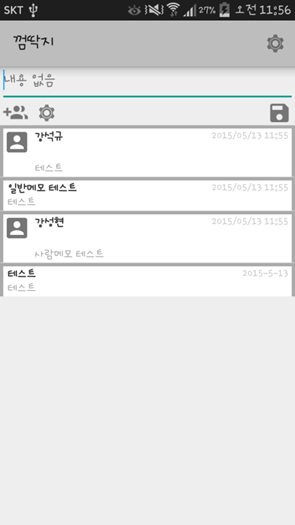 SKT 27% 오전 11:56
껌딱지
내용 없음
강석규 2015/05/13 11:55
테스트
일반메모 테스트 2015/05/13 11:55
테스트
강성현 2015/05/13 11:55
사람메모 테스트
테스트 2015-5-13
테스트